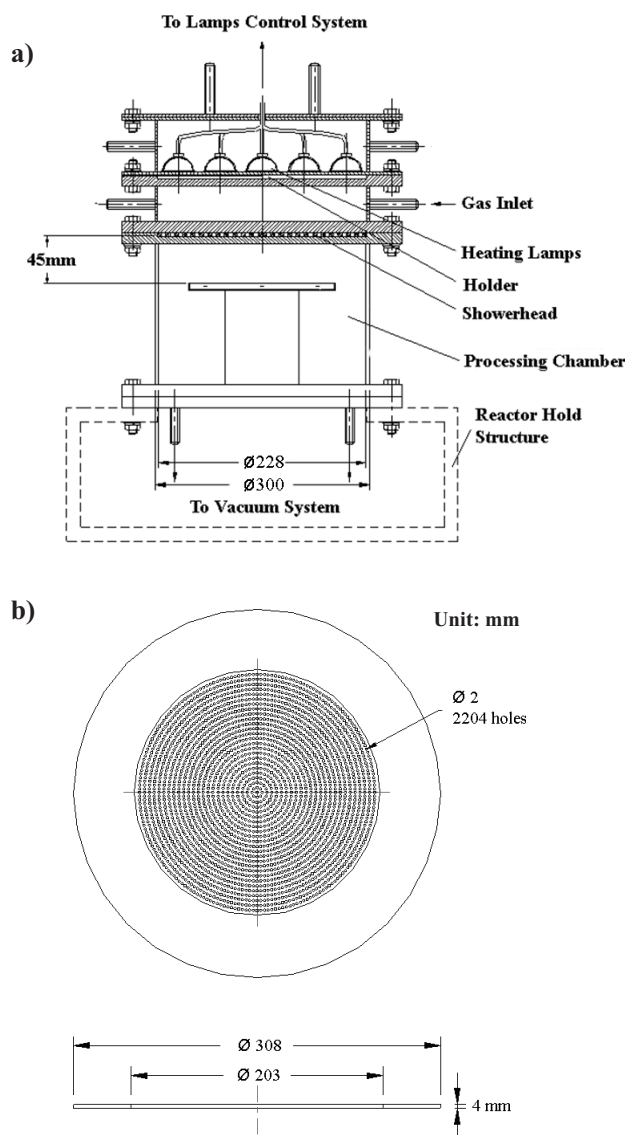 To Lamps Control System
a)
Gas Inlet
45mm
Heating Lamps
Holder
Showerhead
Processing Chamber
Reactor Hold
Structure
Ø228
Ø300
To Vacuum System
b)
Unit: mm
Ø 2
2204 holes
Ø 308
Ø 203
4 mm